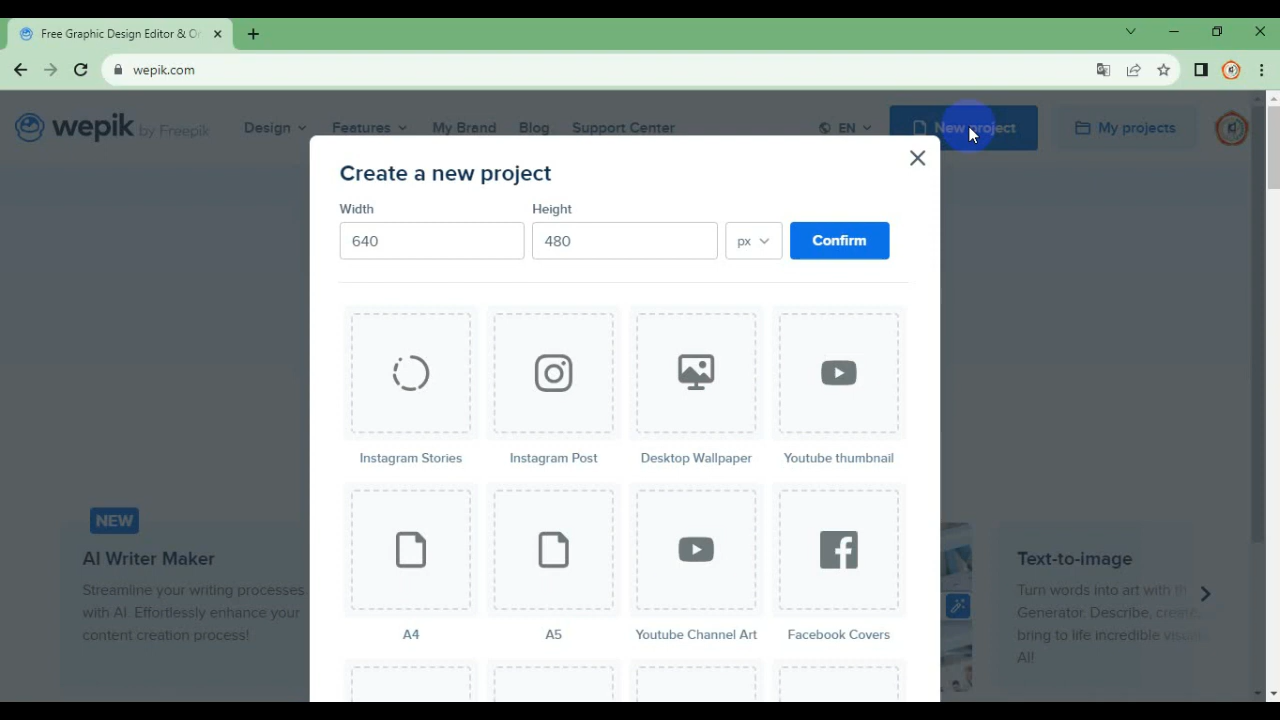 Free Graphic Design Editor & O
wepik.com
wepik by Freepik
Design
Features
My Brand
Blog
Support Center
EN
New project
My projects
Create a new project
Width
Height
640
480
px
Confirm
Instagram Stories
Instagram Post
Desktop Wallpaper
Youtube thumbnail
A4
A5
Youtube Channel Art
Facebook Covers
NEW
AI Writer Maker
Streamline your writing processes
with AI. Effortlessly enhance your
content creation process!
Text-to-image
Turn words into art with
Generator. Describe, create,
bring to life incredible
AI!